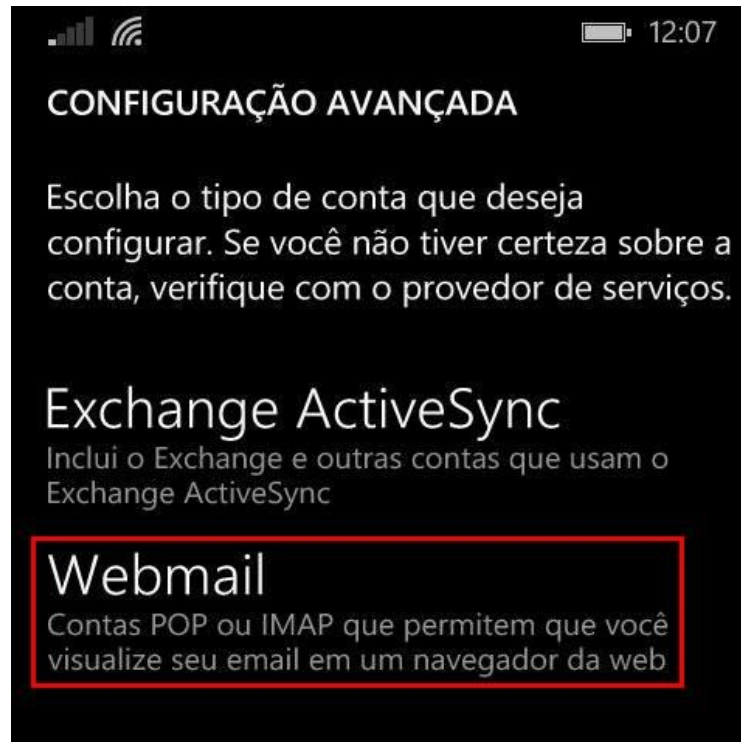 12:07
CONFIGURAÇÃO AVANÇADA
Escolha o tipo de conta que deseja
configurar. Se você não tiver certeza sobre a
conta, verifique com o provedor de serviços.
Exchange ActiveSync
Inclui o Exchange e outras contas que usam o
Exchange ActiveSync
Webmail
Contas POP ou IMAP que permitem que você
visualize seu email em um navegador da web